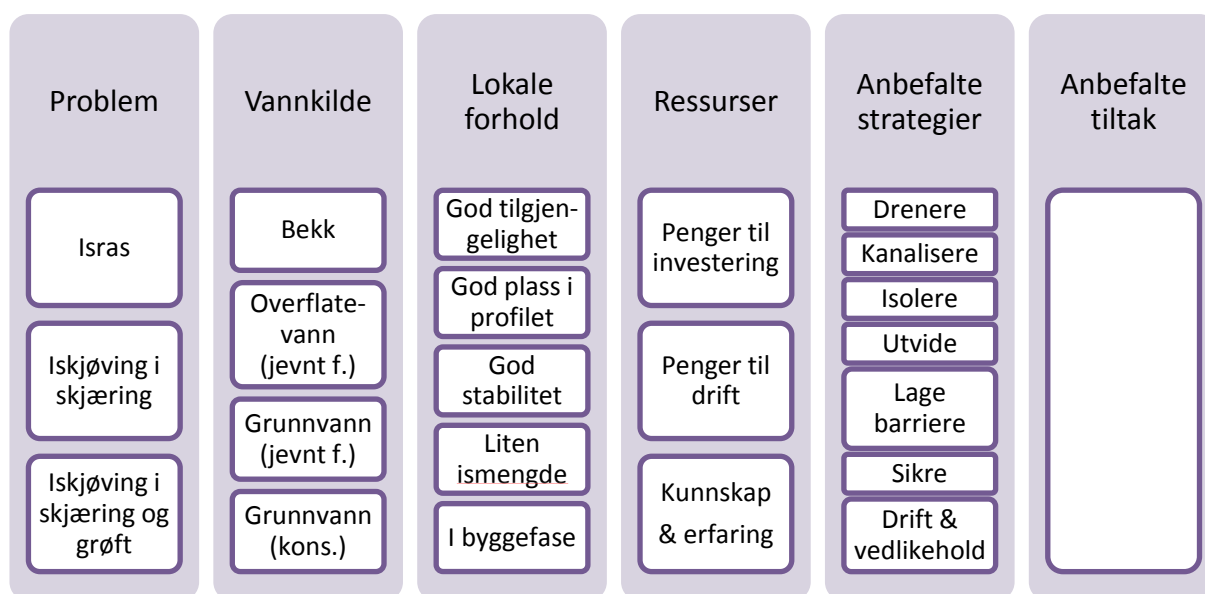 Problem
Isras
Iskjøving i
skjæring
Iskjøving i
skjæring og
grøft
Vannkilde
Bekk
Overflate-
vann
(jevnt f.)
Grunnvann
(jevnt f.)
Grunnvann
(kons.)
Lokale
forhold
God tilgjen-
gelighet
God plass i
profilet
God
stabilitet
Liten
ismengde
I byggefase
Ressurser
Penger til
investering
Penger til
drift
Kunnskap
& erfaring
Anbefalte
strategier
Drenere
Kanalisere
Isolere
Utvide
Lage
barriere
Sikre
Drift &
vedlikehold
Anbefalte
tiltak